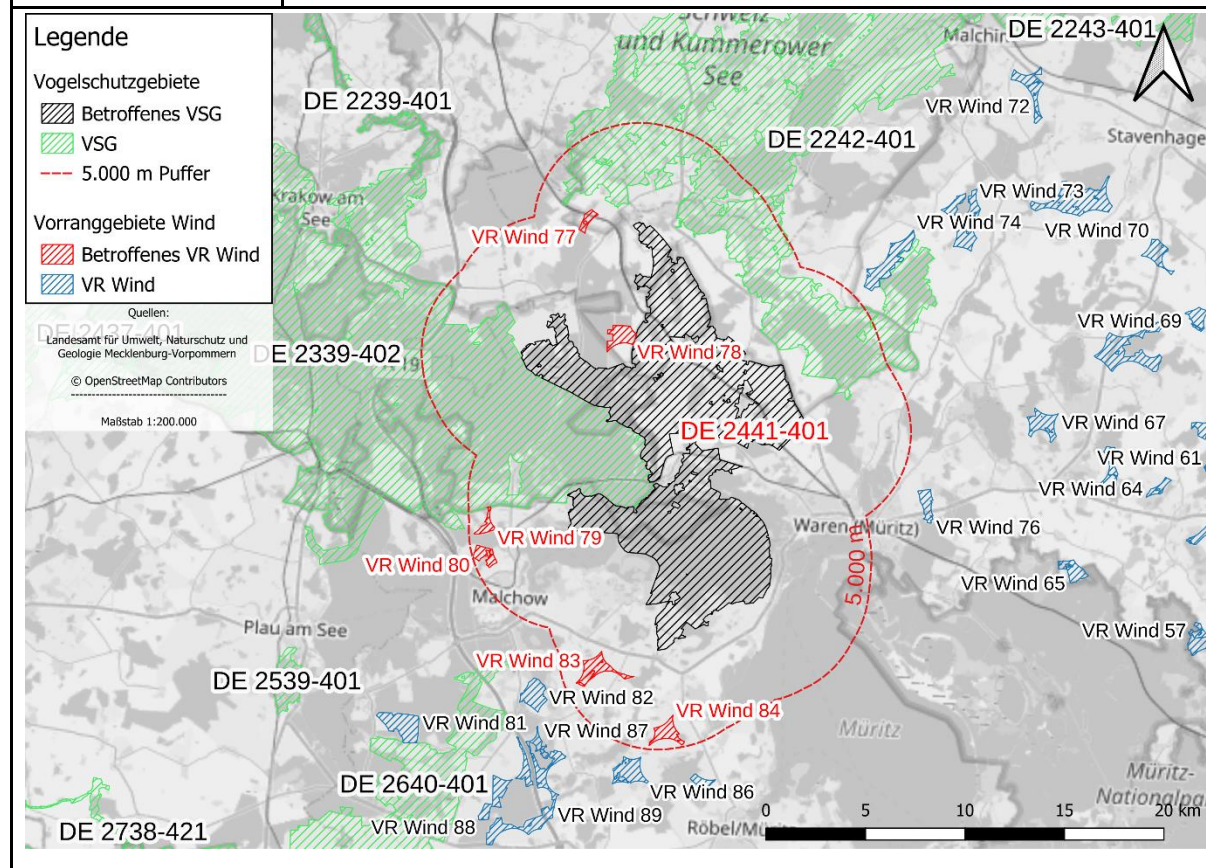 Legende
Vogelschutzgebiete
Betroffenes VSG
VSG
5.000 m Puffer
Vorranggebiete Wind
Betroffenes VR Wind
VR Wind
Quellen:
Landesamt für Umwelt, Naturschutz und
Geologie Mecklenburg-Vorpommern
© OpenStreetMap Contributors
Maßstab 1:200.000
Schweiz
und Kummerower
See
Malchin
DE 2243-401
DE 2239-401
VR Wind 72
Stavenhage
DE 2242-401
Krakow am
See
VR Wind 73
VR Wind 77
VR Wind 74
VR Wind 70
VR Wind 69
DE 2437-401
DE 2339-402
19
VR Wind 78
DE 2441-401
VR Wind 67
VR Wind 61
VR Wind 64
Waren (Müritz)
VR Wind 76
VR Wind 79
VR Wind 80
5.000 m
VR Wind 65
Malchow
Plau am See
VR Wind 57
VR Wind 83
DE 2539-401
VR Wind 82
VR Wind 84
VR Wind 81
VR Wind 87
Müritz
DE 2640-401
VR Wind 86
Müritz-
Nationalpa
VR Wind 88
VR Wind 89
DE 2738-421
Röbel/Müritz
0 5 10 15 20 km